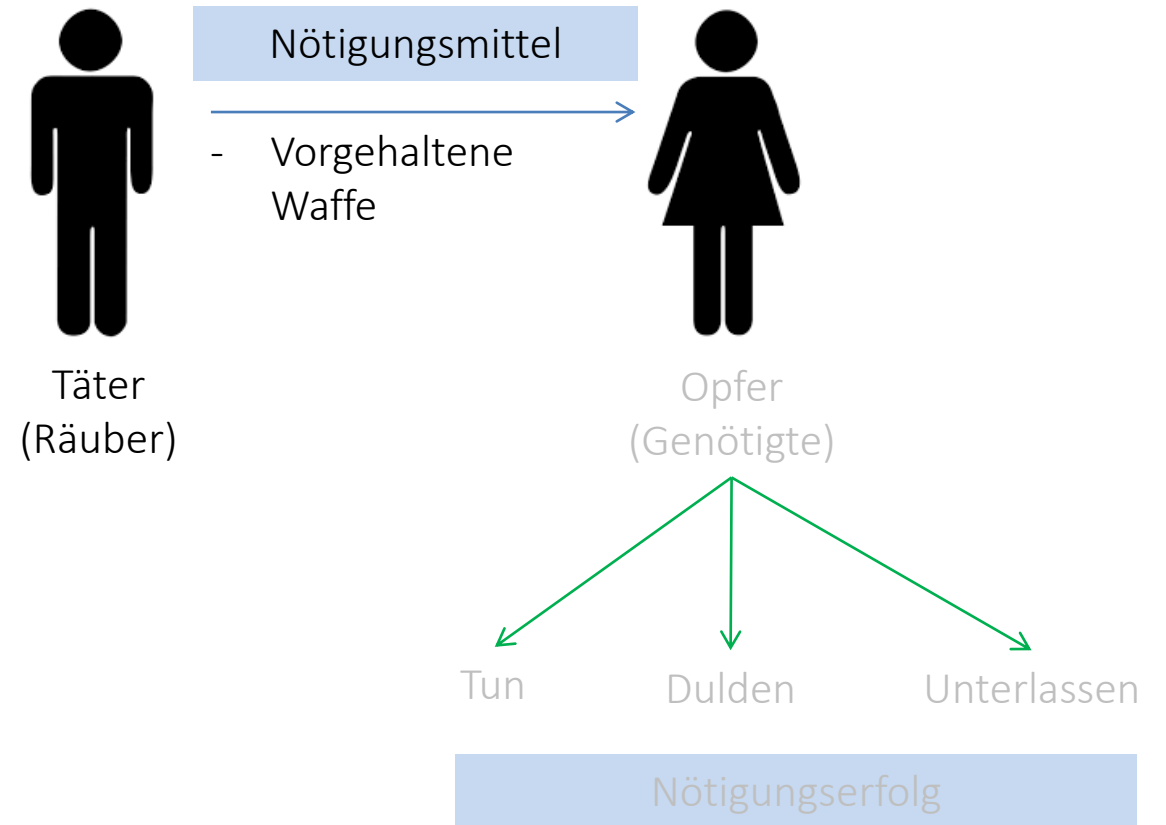 Nötigungsmittel
- Vorgehaltene
Waffe
Täter
(Räuber)
Opfer
(Genötigte)
Tun Dulden Unterlassen
Nötigungserfolg